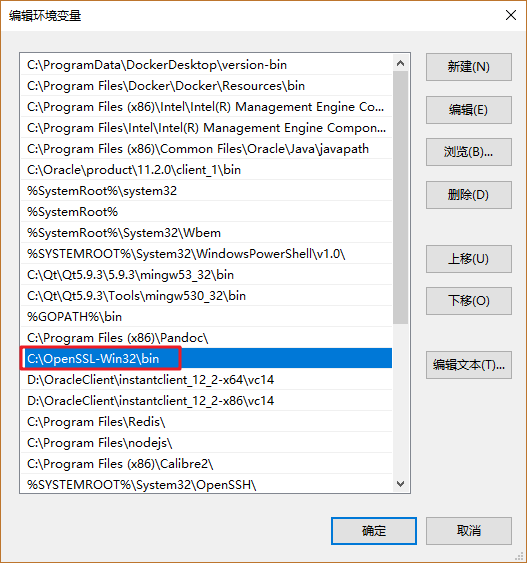 编辑环境变量
C:\ProgramData\DockerDesktop\version-bin
C:\Program Files\Docker\Docker\Resources\bin
C:\Program Files (x86)\Intel\Intel(R) Management Engine Co...
C:\Program Files\Intel\Intel(R) Management Engine Compon...
C:\Program Files (x86)\Common Files\Oracle\Java\javapath
C:\Oracle\product\11.2.0\client_1\bin
%SystemRoot%\system32
%SystemRoot%
%SystemRoot%\System32\Wbem
%SYSTEMROOT%\System32\WindowsPowerShell\v1.0\
C:\Qt\Qt5.9.3\5.9.3\mingw53_32\bin
C:\Qt\Qt5.9.3\Tools\mingw530_32\bin
%GOPATH%\bin
C:\Program Files (x86)\Pandoc\
C:\OpenSSL-Win32\bin
D:\OracleClient\instantclient_12_2-x64\vc14
D:\OracleClient\instantclient_12_2-x86\vc14
C:\Program Files\Redis\
C:\Program Files\nodejs\
C:\Program Files (x86)\Calibre2\
%SYSTEMROOT%\System32\OpenSSH\
新建(N)
编辑(E)
浏览(B)...
删除(D)
上移(U)
下移(O)
编辑文本(T)...
确定
取消